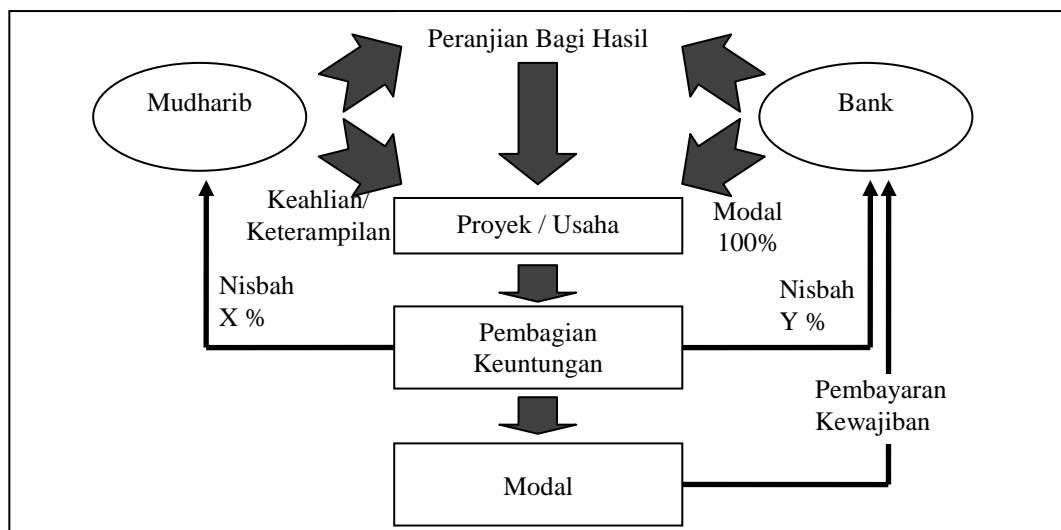 Peranjian Bagi Hasil
Mudharib
Bank
Keahlian/
Keterampilan
Proyek / Usaha
Modal
100%
Nisbah
X %
Pembagian
Keuntungan
Nisbah
Y %
Pembayaran
Kewajiban
Modal